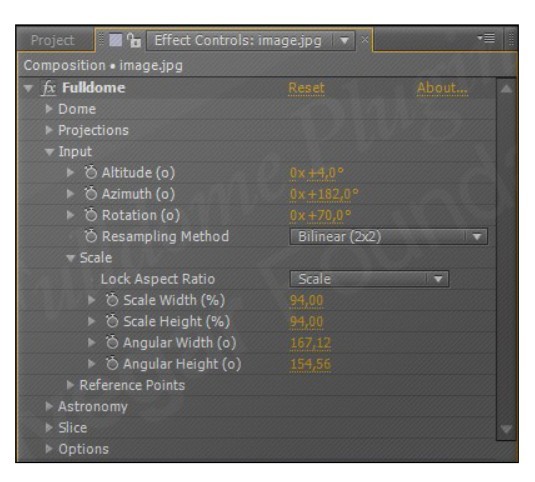 Project Effect Controls: image.jpg
Composition • image.jpg
fx Fulldome Reset About...
Dome
Projections
Input
Altitude (o) 0x+4,0°
Azimuth (o) 0x+182,0°
Rotation (o) 0x+70,0°
Resampling Method Bilinear (2x2)
Scale
Lock Aspect Ratio Scale
Scale Width (%) 94,00
Scale Height (%) 94,00
Angular Width (o) 167,12
Angular Height (o) 154,56
Reference Points
Astronomy
Slice
Options